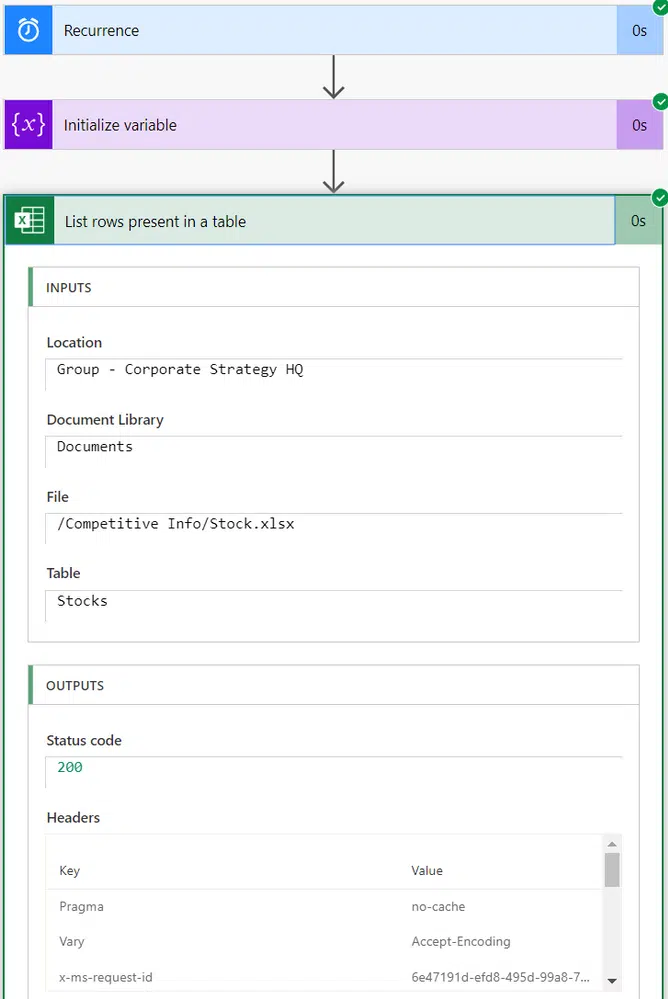 Recurrence 0s
{x} Initialize variable 0s
List rows present in a table 0s
INPUTS
Location
Group - Corporate Strategy HQ
Document Library
Documents
File
/Competitive Info/Stock.xlsx
Table
Stocks
OUTPUTS
Status code
200
Headers
Key Value
Pragma no-cache
Vary Accept-Encoding
x-ms-request-id 6e47191d-efd8-495d-99a8-7...